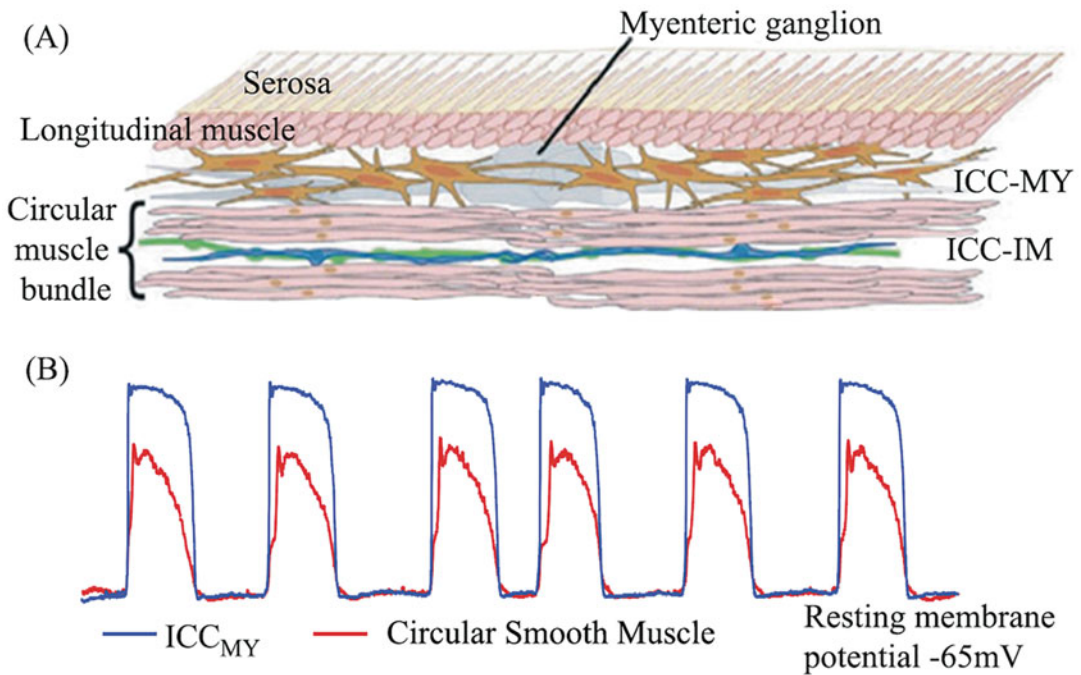 (A)
Myenteric ganglion
Serosa
Longitudinal muscle
ICC-MY
Circular
muscle
bundle
ICC-IM
(B)
ICCMY
Circular Smooth Muscle
Resting membrane
potential -65mV